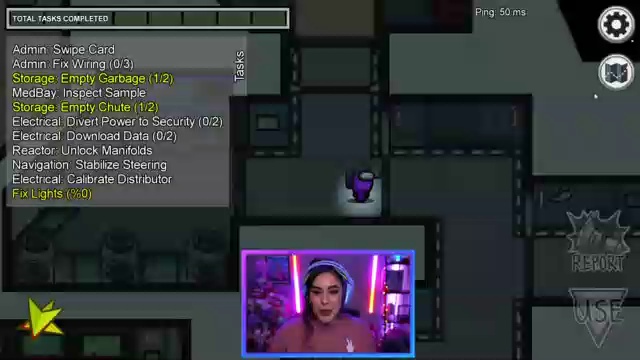 TOTAL TASKS COMPLETED
Ping: 50 ms
Admin: Swipe Card
Admin: Fix Wiring (0/3)
Storage: Empty Garbage (1/2)
MedBay: Inspect Sample
Storage: Empty Chute (1/2)
Electrical: Divert Power to Security (0/2)
Electrical: Download Data (0/2)
Reactor: Unlock Manifolds
Navigation: Stabilize Steering
Electrical: Calibrate Distributor
Fix Lights (%0)
Tasks
REPORT
USE